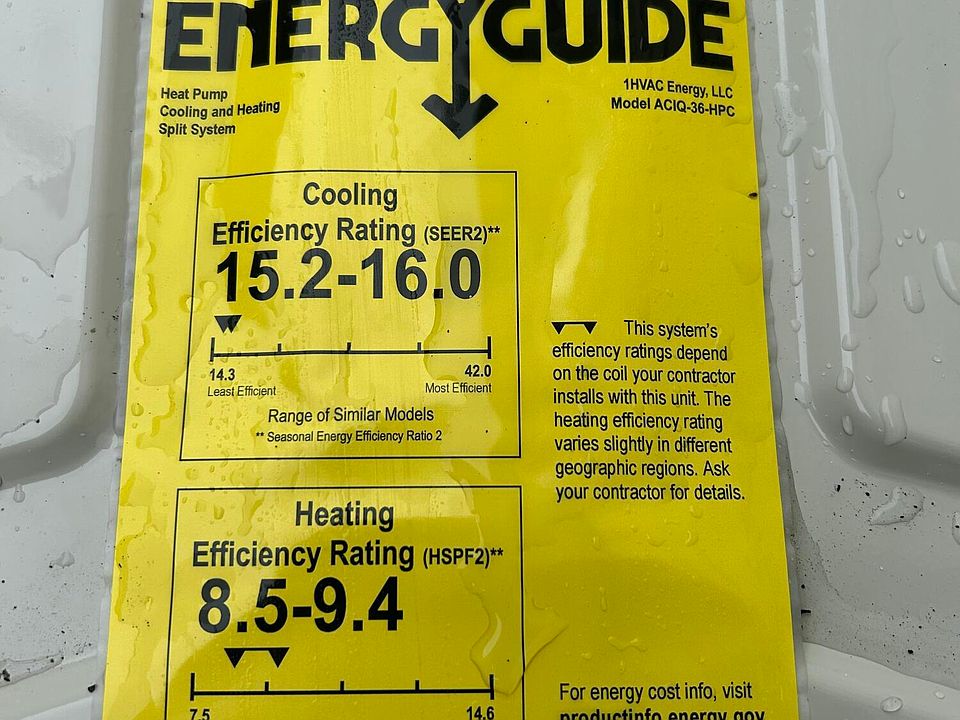 ENERGYGUIDE
Heat Pump
Cooling and Heating
Split System
1HVAC Energy, LLC
Model ACIQ-36-HPC
Cooling
Efficiency Rating (SEER2)**
15.2-16.0
14.3
42.0
Least Efficient
Most Efficient
Range of Similar Models
** Seasonal Energy Efficiency Ratio 2
This system's
efficiency ratings depend
on the coil your contractor
installs with this unit. The
heating efficiency rating
varies slightly in different
geographic regions. Ask
your contractor for details.
Heating
Efficiency Rating (HSPF2)**
8.5-9.4
7.5
14.6
For energy cost info, visit
productinfo.energy.gov